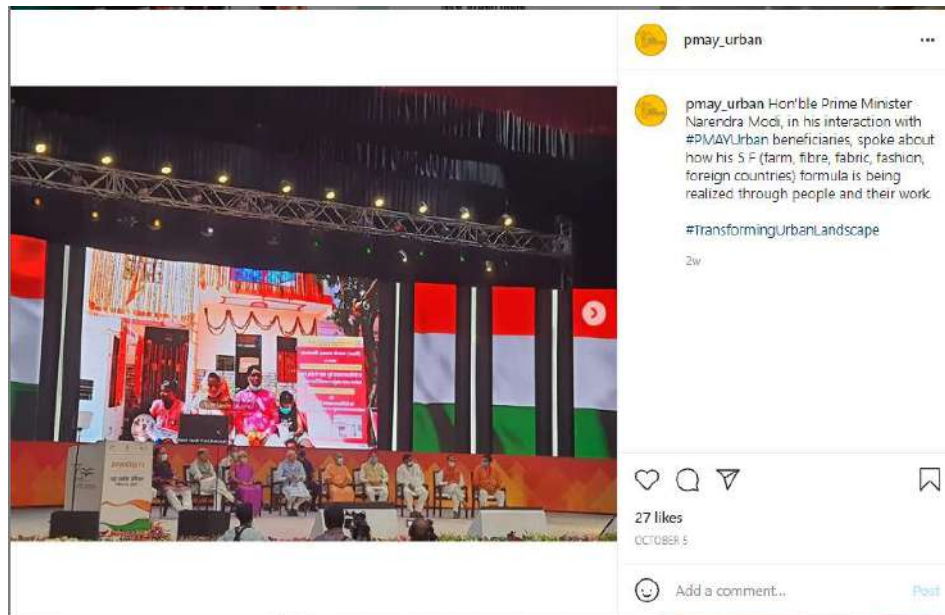 pmay_urban
pmay_urban Hon'ble Prime Minister
Narendra Modi, in his interaction with
#PMAYUrban beneficiaries, spoke about
how his 5 F (farm, fibre, fabric, fashion,
foreign countries) formula is being
realized through people and their work.
#TransformingUrbanLandscape
2w
27 likes
OCTOBER 5
Add a comment...
Post